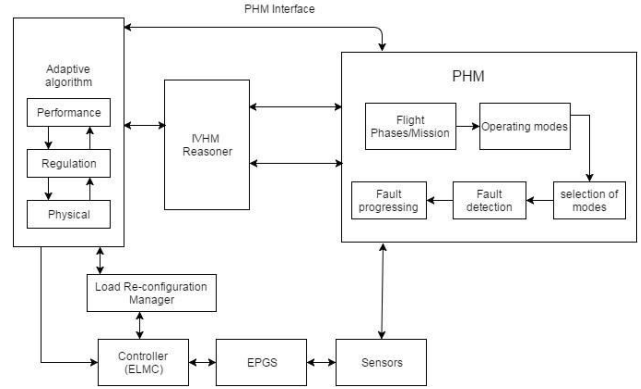 PHM Interface
Adaptive
algorithm
Performance
Regulation
Physical
IVHM
Reasoner
PHM
Flight
Phases/Mission
Operating modes
selection of
modes
Fault
detection
Fault
progressing
Load Re-configuration
Manager
Controller
(ELMC)
EPGS
Sensors